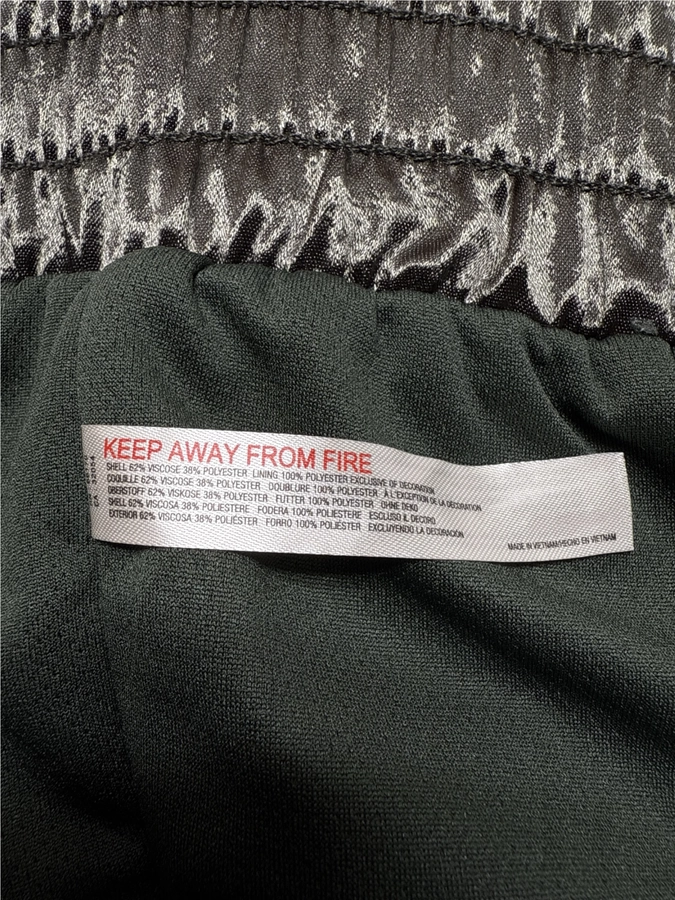 KEEP AWAY FROM FIRE
SHELL 62% VISCOSE 38% POLYESTER LINING 100% POLYESTER EXCLUSIVE OF DECORATION
COQUILLE 62% VISCOSE 38% POLYESTER DOUBLURE 100% POLYESTER À L'EXCEPTION DE LA DÉCORATION
OBERSTOFF 62% VISKOSE 38% POLYESTER FUTTER 100% POLYESTER OHNE DEKO
SHELL 62% VISCOSA 38% POLIESTERE FODERA 100% POLIESTERE ESCLUSO IL DECORO
EXTERIOR 62% VISCOSA 38% POLIÉSTER FORRO 100% POLIÉSTER EXCLUYENDO LA DECORACIÓN
MADE IN VIETNAM/HECHO EN VIETNAM